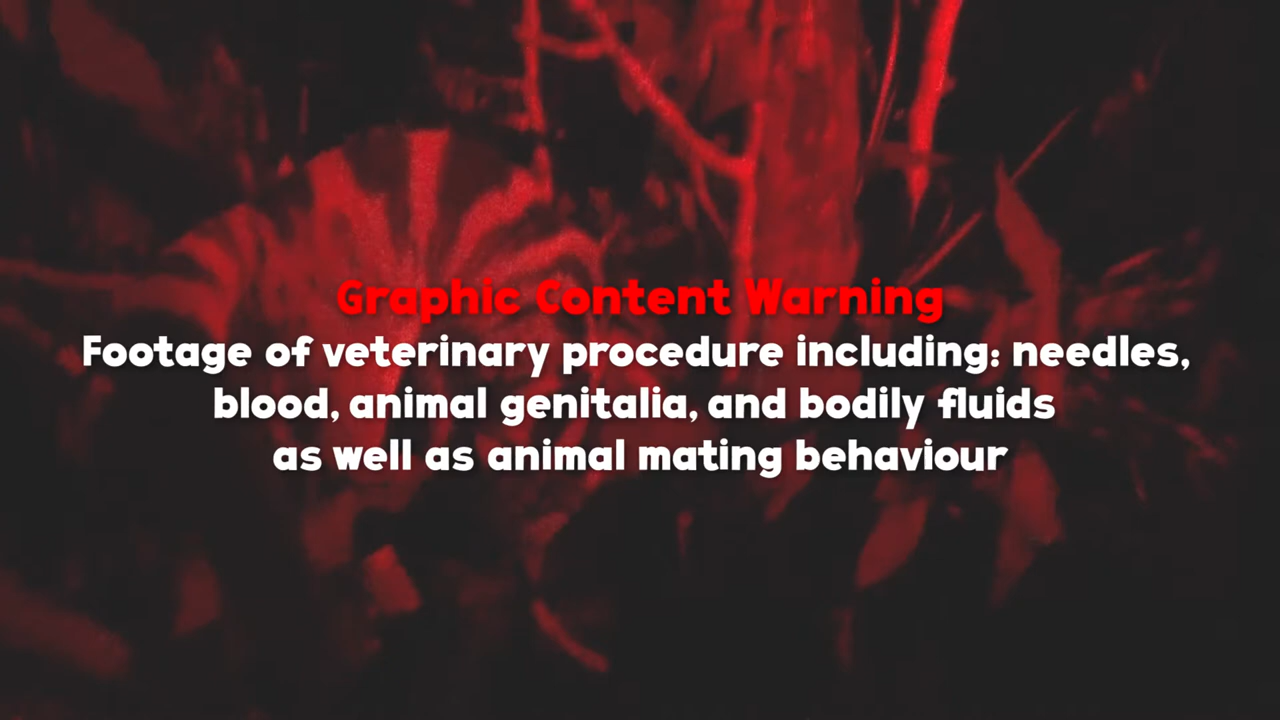 Graphic Content Warning
Footage of veterinary procedure including: needles,
blood, animal genitalia, and bodily fluids
as well as animal mating behaviour